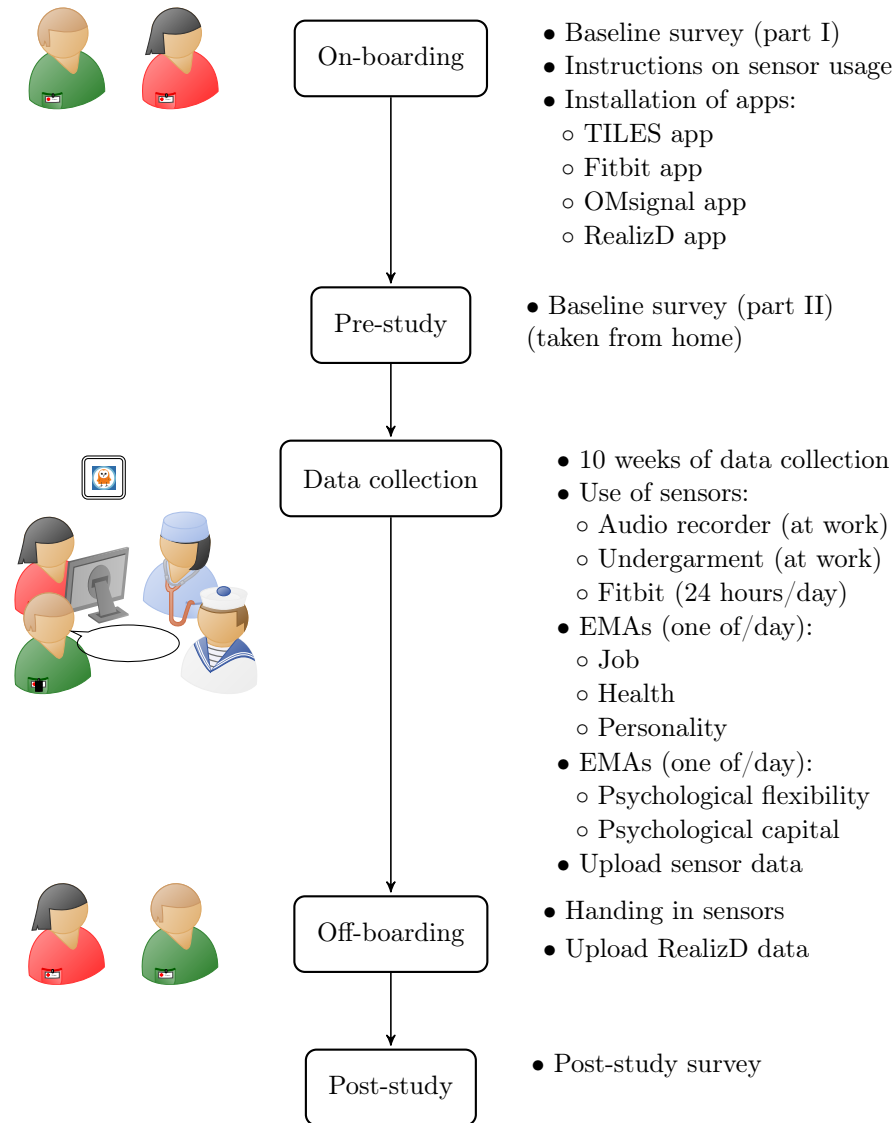 On-boarding
• Baseline survey (part I)
• Instructions on sensor usage
• Installation of apps:
◦ TILES app
◦ Fitbit app
◦ OMsignal app
◦ RealizD app
Pre-study
• Baseline survey (part II)
(taken from home)
Data collection
• 10 weeks of data collection
• Use of sensors:
◦ Audio recorder (at work)
◦ Undergarment (at work)
◦ Fitbit (24 hours/day)
• EMAs (one of/day):
◦ Job
◦ Health
◦ Personality
• EMAs (one of/day):
◦ Psychological flexibility
◦ Psychological capital
• Upload sensor data
Off-boarding
• Handing in sensors
• Upload RealizD data
Post-study
• Post-study survey